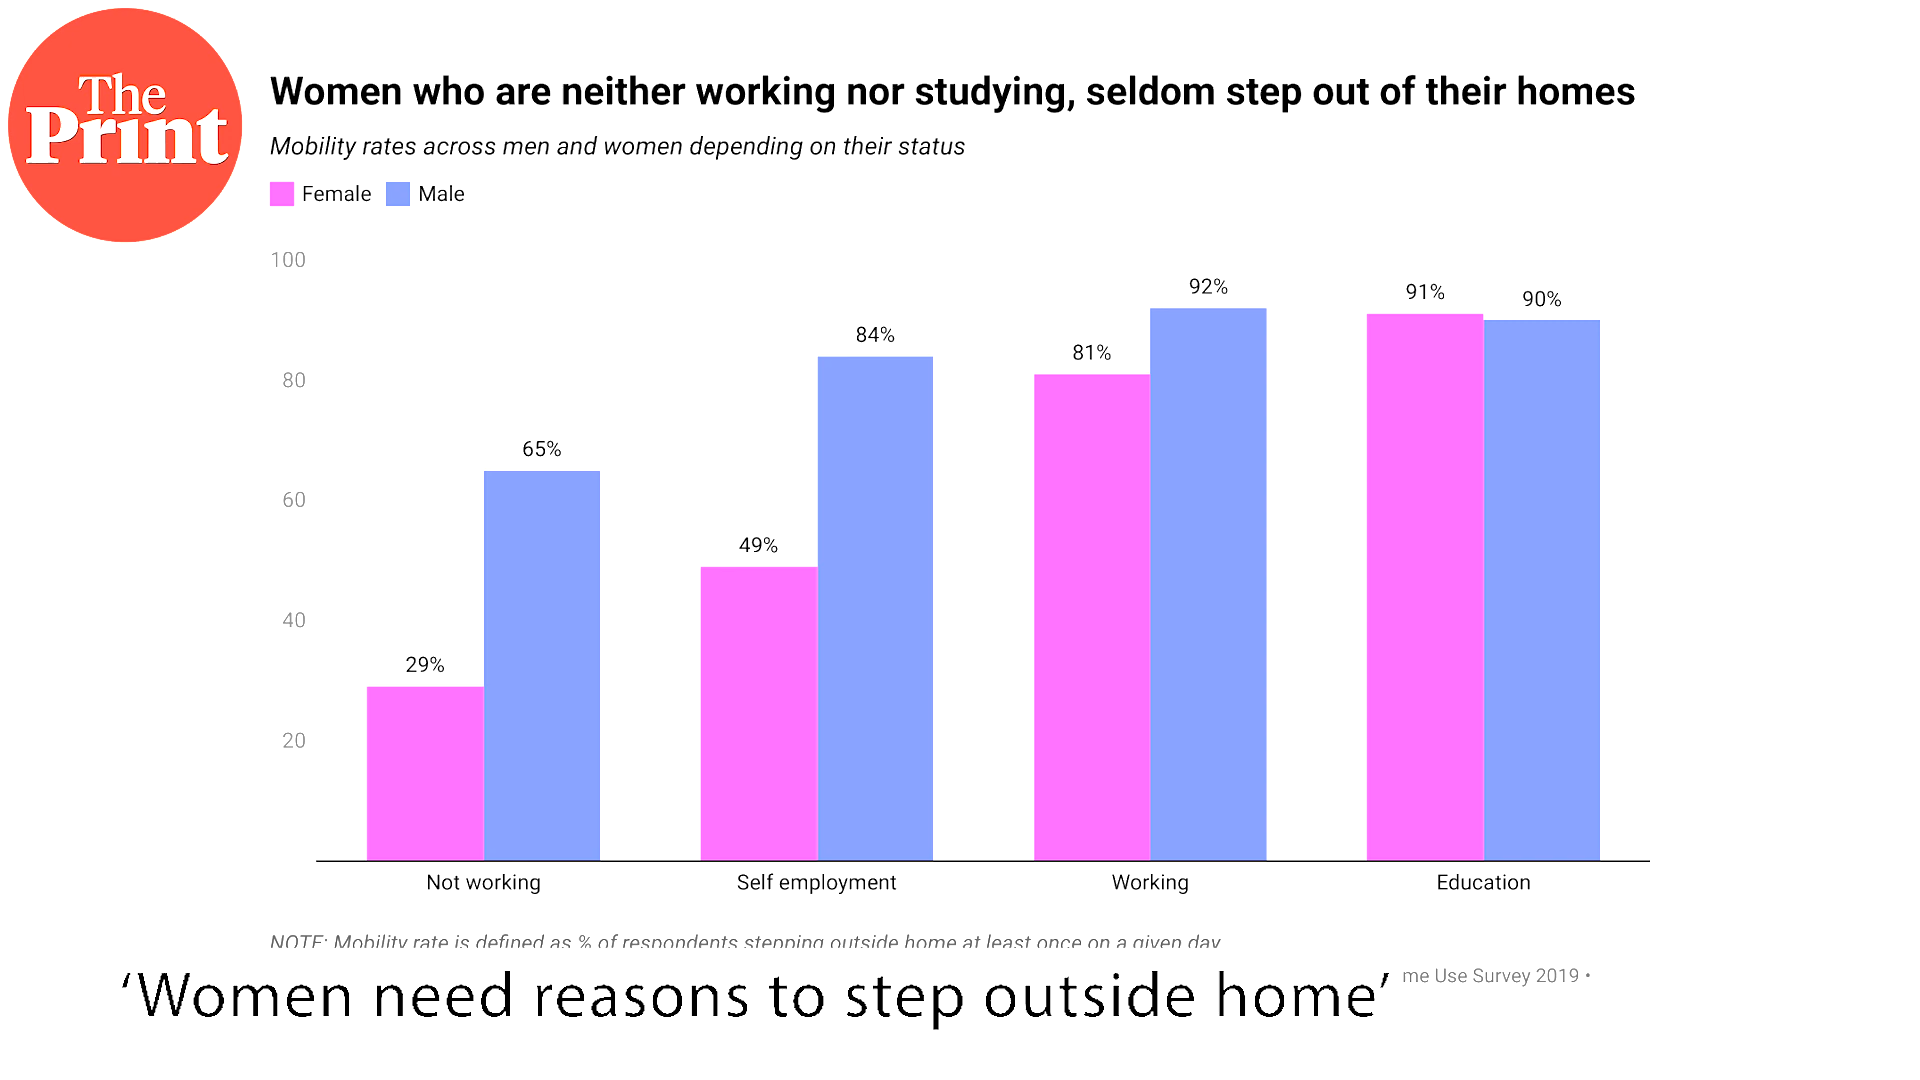 The
Print
Women who are neither working nor studying, seldom step out of their homes
Mobility rates across men and women depending on their status
Female Male
100
80
60
40
20
29%
65%
49%
84%
81%
92%
91%
90%
Not working
Self employment
Working
Education
NOTE: Mobility rate is defined as % of respondents stepping outside home at least once on a given day
me Use Survey 2019 •
‘Women need reasons to step outside home’